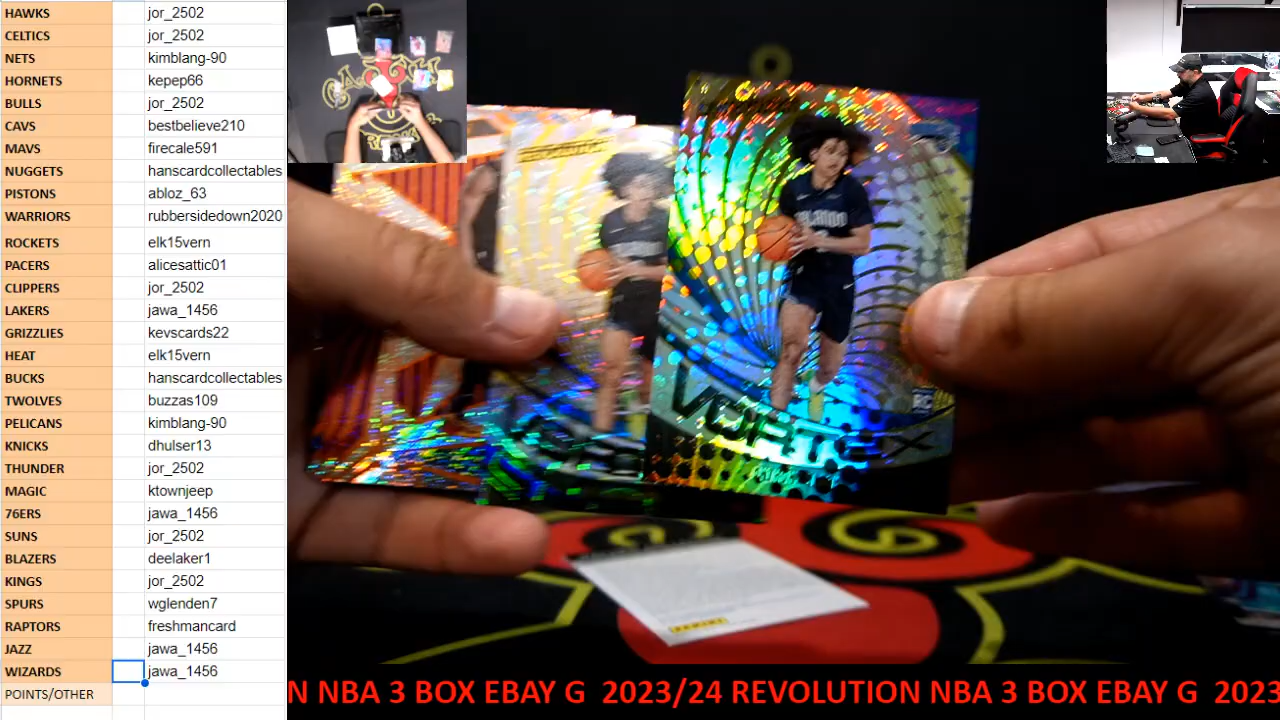 HAWKS jor_2502
CELTICS jor_2502
NETS kimblang-90
HORNETS kepep66
BULLS jor_2502
CAVS bestbelieve210
MAVS firecale591
NUGGETS hanscardcollectables
PISTONS abloz_63
WARRIORS rubbersidedown2020
ROCKETS elk15vern
PACERS alicesattic01
CLIPPERS jor_2502
LAKERS jawa_1456
GRIZZLIES kevscards22
HEAT elk15vern
BUCKS hanscardcollectables
TWOLVES buzzas109
PELICANS kimblang-90
KNICKS dhulser13
THUNDER jor_2502
MAGIC ktownjeep
76ERS jawa_1456
SUNS jor_2502
BLAZERS deelaker1
KINGS jor_2502
SPURS wglenden7
RAPTORS freshmancard
JAZZ jawa_1456
WIZARDS jawa_1456
POINTS/OTHER
ORLANDO
VORTEX
RC
PANINI
N NBA 3 BOX EBAY G 2023/24 REVOLUTION NBA 3 BOX EBAY G 2023